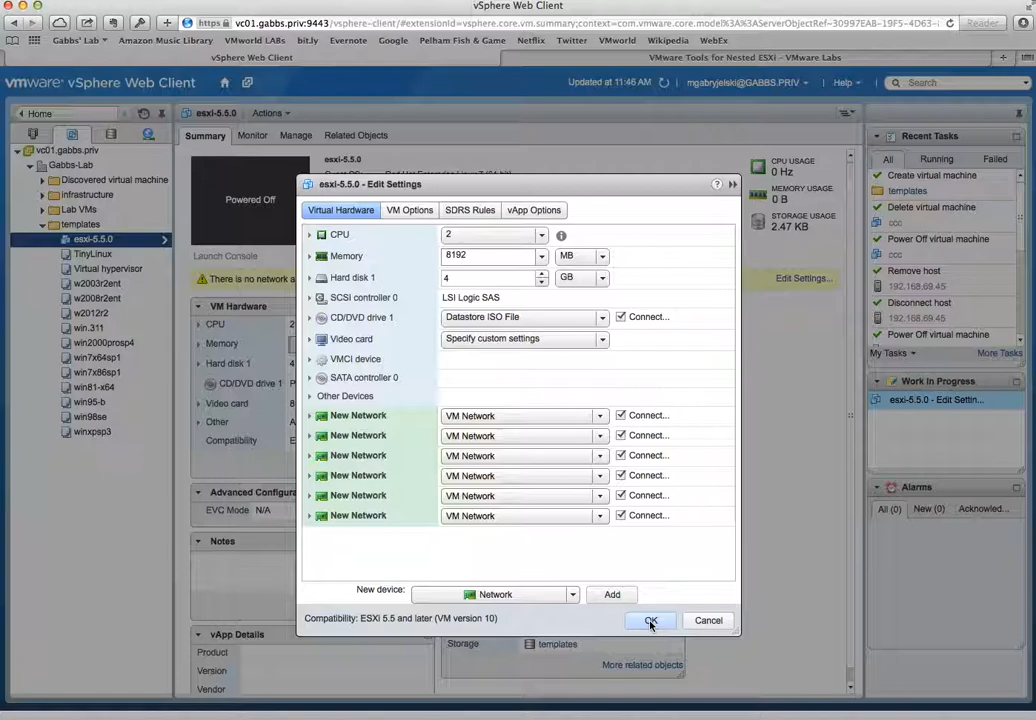 vSphere Web Client
https vc01.gabbs.priv:9443/vsphere-client/#extensionId=vsphere.core.vm.summary;context=com.vmware.core.model%3A%3AServerObjectRef~30997EAB-19F5-4D63- Reader
Gabbs' Lab Amazon Music Library VMworld LABs bit.ly Evernote Google Pelham Fish & Game Netflix Twitter VMworld Wikipedia WebEx
vSphere Web Client VMware Tools for Nested ESXi - VMware Labs
vmware vSphere Web Client Updated at 11:46 AM mgabryjelski@GABBS.PRIV Help Search
Home
vc01.gabbs.priv
Gabbs-Lab
Discovered virtual machine
infrastructure
Lab VMs
templates
esxi-5.5.0
TinyLinux
Virtual hypervisor
w2003r2ent
w2008r2ent
w2012r2
win.311
win2000prosp4
win7x64sp1
win7x86sp1
win81-x64
win95-b
win98se
winxpsp3
esxi-5.5.0 Actions
Summary Monitor Manage Related Objects
Powered Off
esxi-5.5.0
Launch Console
CPU USAGE
0 Hz
MEMORY USAGE
0 B
STORAGE USAGE
2.47 KB
There is no network a
Edit Settings...
VM Hardware
CPU 2
Memory
Hard disk 1 4
CD/DVD drive 1
Video card 8
Other
Compatibility
Advanced Configura
EVC Mode N/A
Notes
vApp Details
Product
Version
Vendor
esxi-5.5.0 - Edit Settings
Virtual Hardware VM Options SDRS Rules vApp Options
CPU 2
Memory 8192 MB
Hard disk 1 4 GB
SCSI controller 0 LSI Logic SAS
CD/DVD drive 1 Datastore ISO File Connect...
Video card Specify custom settings
VMCI device
SATA controller 0
Other Devices
New Network VM Network Connect...
New Network VM Network Connect...
New Network VM Network Connect...
New Network VM Network Connect...
New Network VM Network Connect...
New Network VM Network Connect...
New device: Network Add
Compatibility: ESXi 5.5 and later (VM version 10) OK Cancel
Storage templates
More related objects
Recent Tasks
All Running Failed
Create virtual machine
templates
Delete virtual machine
ccc
Power Off virtual machine
ccc
Remove host
192.168.69.45
Disconnect host
192.168.69.45
Power Off virtual machine
My Tasks More Tasks
Work In Progress
esxi-5.5.0 - Edit Settin...
Alarms
All (0) New (0) Acknowled...